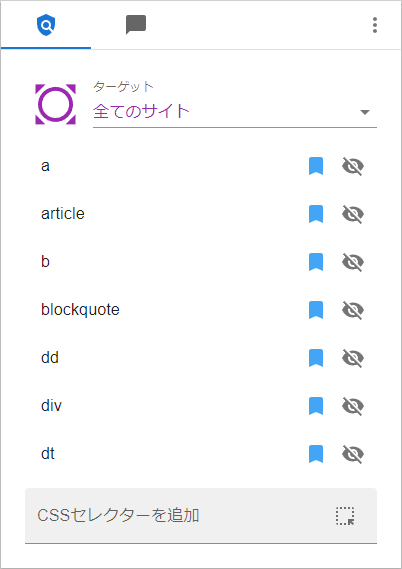 ターゲット
全てのサイト
a
article
b
blockquote
dd
div
dt
CSSセレクターを追加